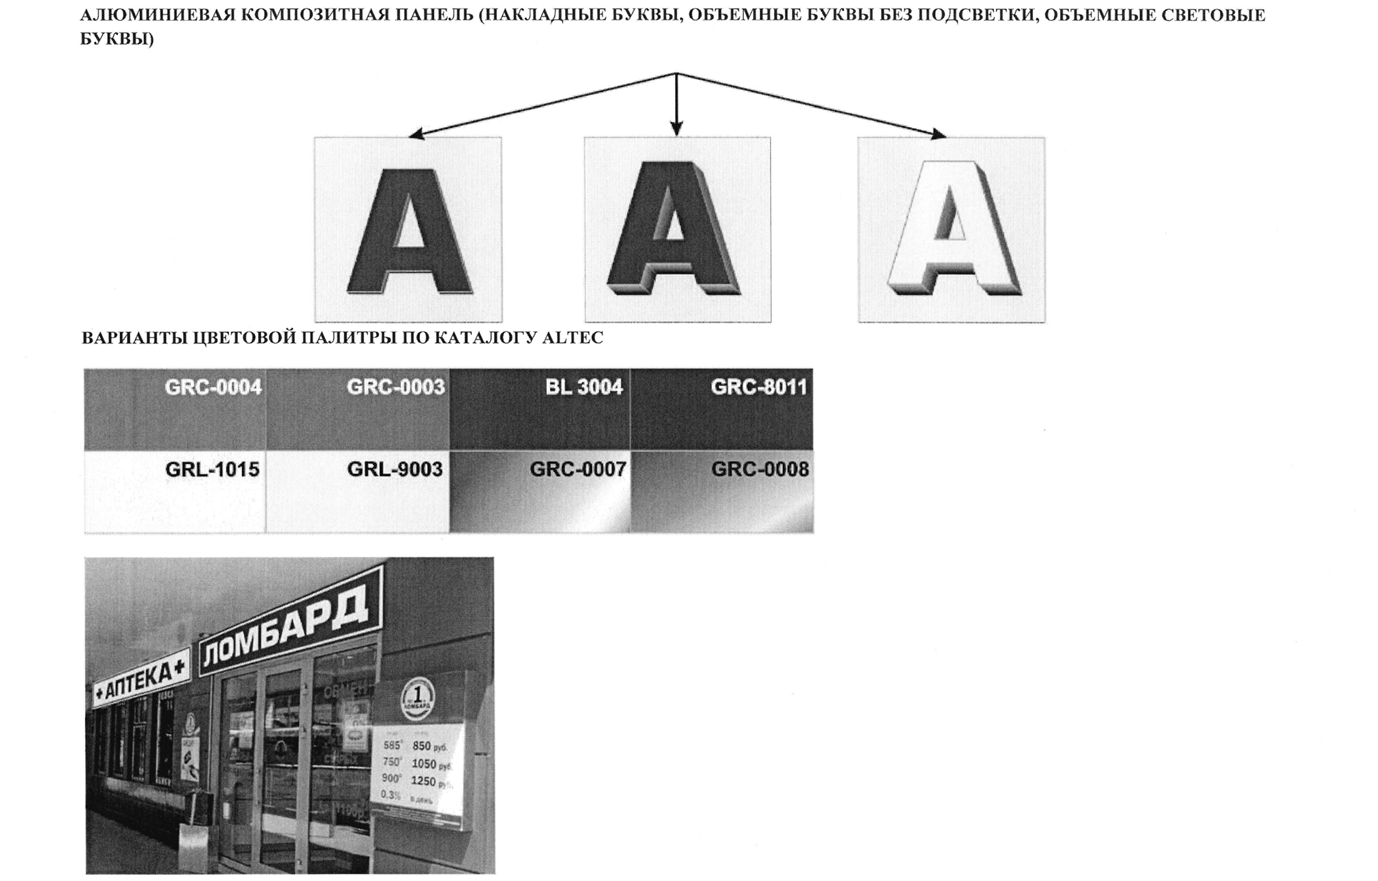 АЛЮМИНИЕВАЯ КОМПОЗИТНАЯ ПАНЕЛЬ (НАКЛАДНЫЕ БУКВЫ, ОБЪЕМНЫЕ БУКВЫ БЕЗ ПОДСВЕТКИ, ОБЪЕМНЫЕ СВЕТОВЫЕ
БУКВЫ)
А А А
ВАРИАНТЫ ЦВЕТОВОЙ ПАЛИТРЫ ПО КАТАЛОГУ ALTEC
GRC-0004 GRC-0003 BL 3004 GRC-8011
GRL-1015 GRL-9003 GRC-0007 GRC-0008
ЛОМБАРД
+АПТЕКА+
ОБМЕН
1
ЛОМБАРД
585° 850 руб.
750° 1050 руб.
900° 1250 руб.
0,3% в день